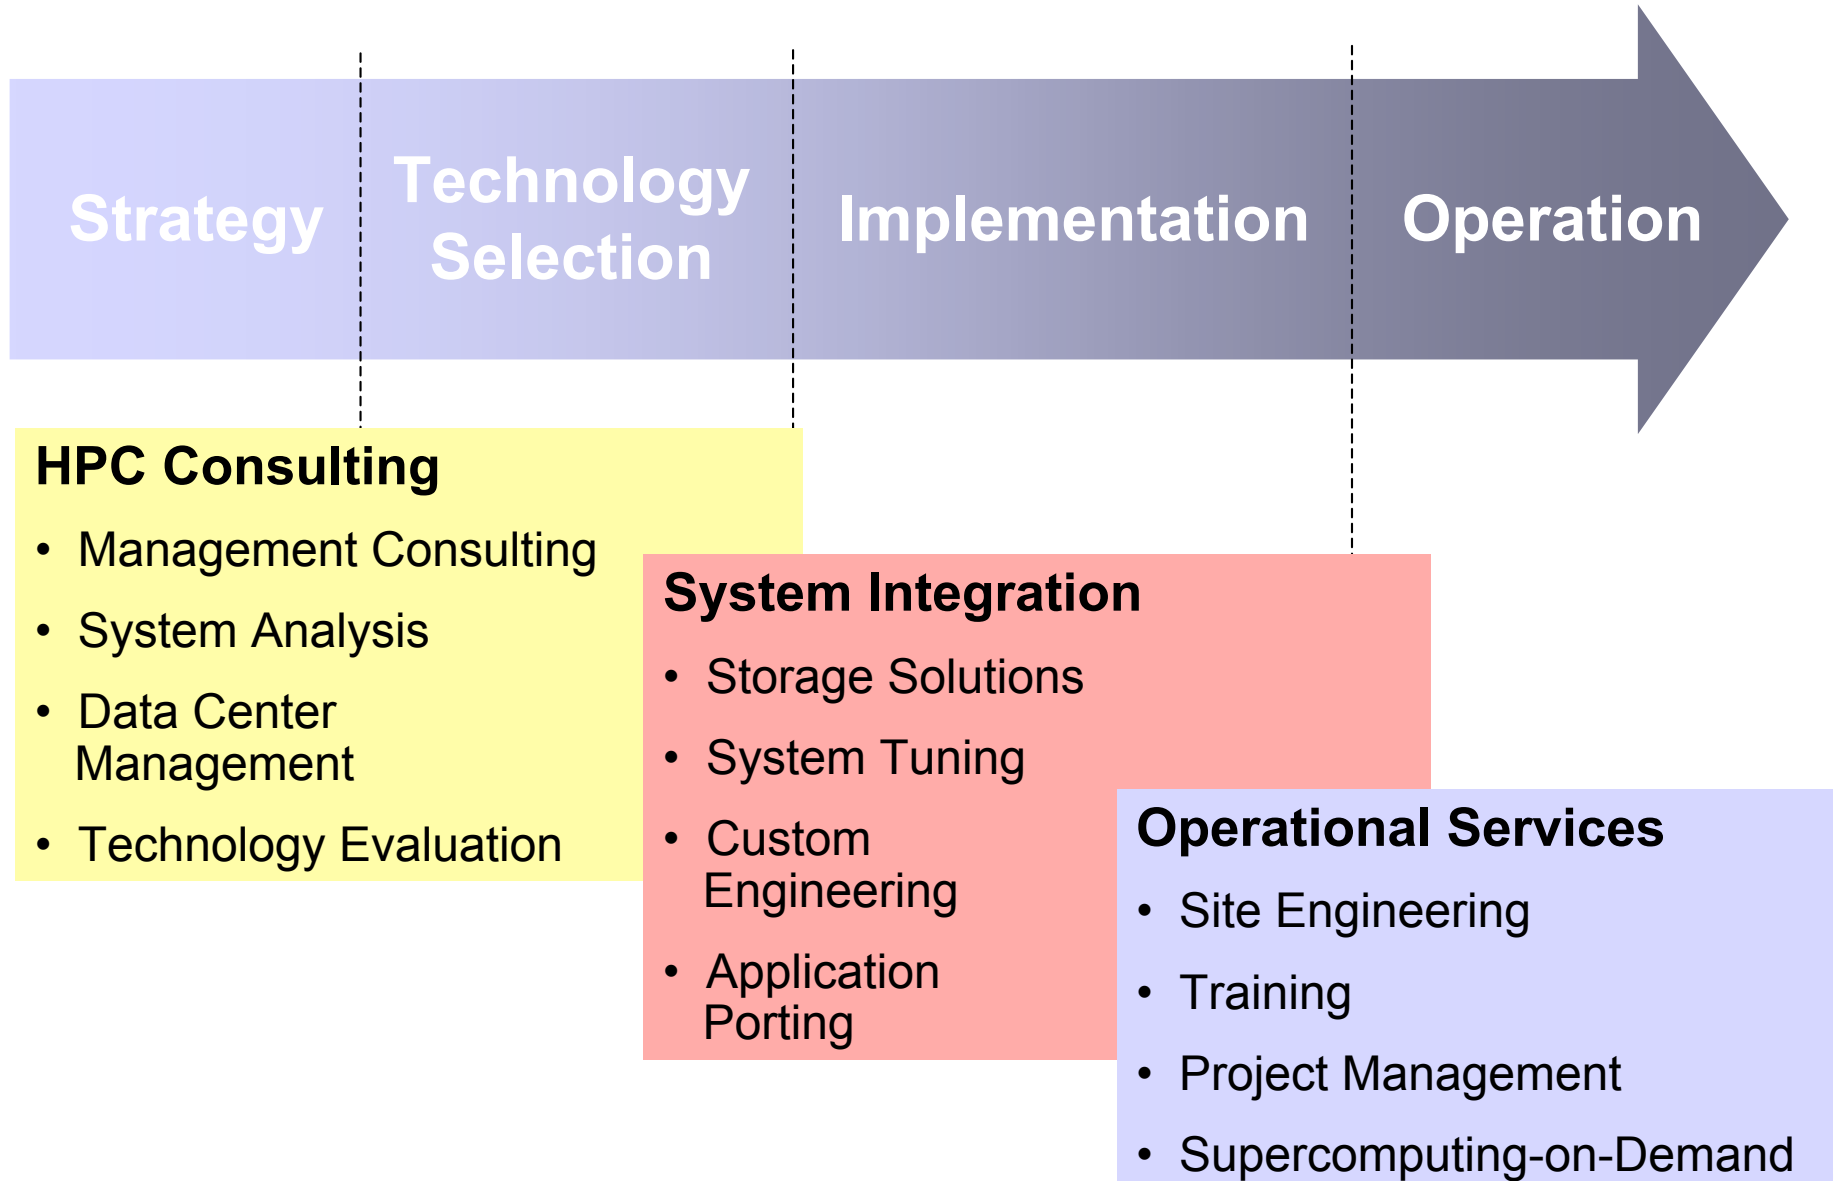 Strategy
Technology
Selection
Implementation
Operation
HPC Consulting
• Management Consulting
• System Analysis
• Data Center
Management
• Technology Evaluation
System Integration
• Storage Solutions
• System Tuning
• Custom
Engineering
• Application
Porting
Operational Services
• Site Engineering
• Training
• Project Management
• Supercomputing-on-Demand